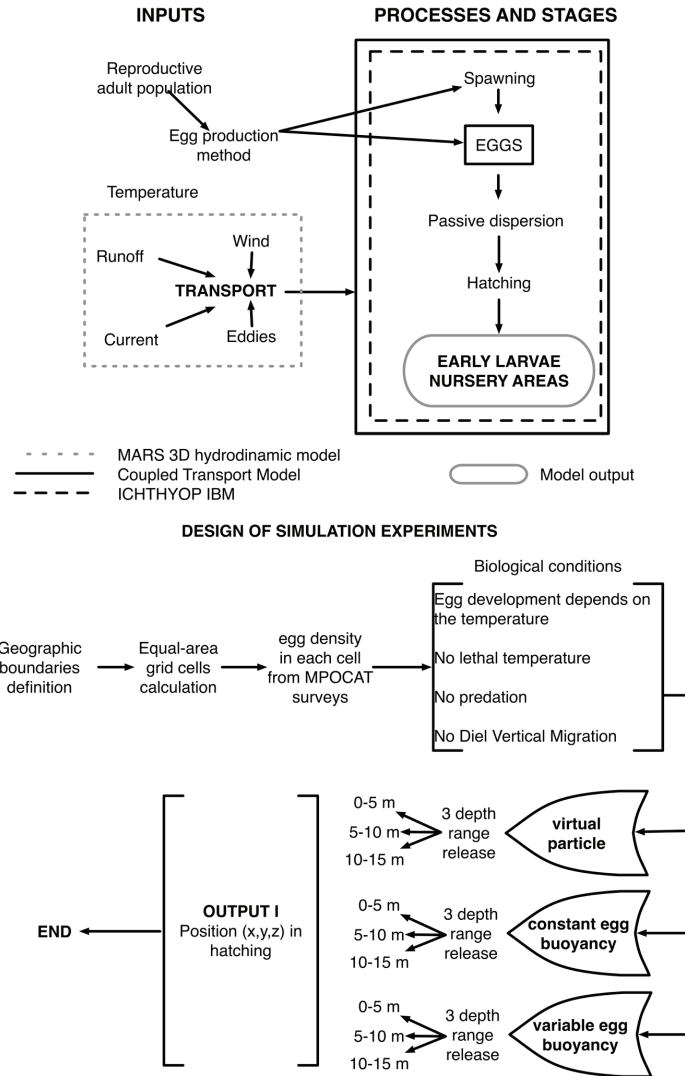 INPUTS
PROCESSES AND STAGES
Reproductive
adult population
Egg production
method
Spawning
EGGS
Temperature
Passive dispersion
Runoff
Wind
TRANSPORT
Hatching
Current
Eddies
EARLY LARVAE
NURSERY AREAS
MARS 3D hydrodinamic model
Coupled Transport Model
ICHTHYOP IBM
Model output
DESIGN OF SIMULATION EXPERIMENTS
Geographic
boundaries
definition
Equal-area
grid cells
calculation
egg density
in each cell
from MPOCAT
surveys
Biological conditions
Egg development depends on
the temperature
No lethal temperature
No predation
No Diel Vertical Migration
0-5 m
5-10 m
10-15 m
3 depth
range
release
virtual
particle
0-5 m
5-10 m
10-15 m
3 depth
range
release
constant egg
buoyancy
0-5 m
5-10 m
10-15 m
3 depth
range
release
variable egg
buoyancy
OUTPUT I
Position (x,y,z) in
hatching
END